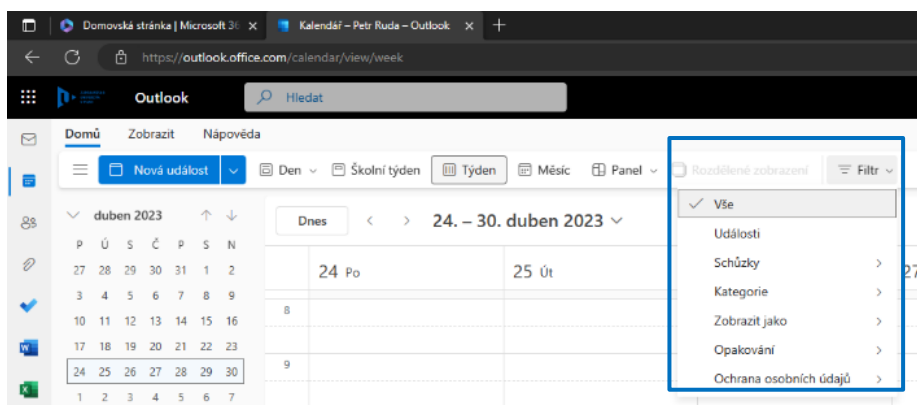 Domovská stránka | Microsoft 36
Kalendář – Petr Ruda – Outlook
https://outlook.office.com/calendar/view/week
Outlook
Hledat
Domů Zobrazit Nápověda
Nová událost Den Školní týden Týden Měsíc Panel Rozdělené zobrazení Filtr
duben 2023
Dnes 24. – 30. duben 2023
P Ú S Č P S N
27 28 29 30 31 1 2
3 4 5 6 7 8 9
10 11 12 13 14 15 16
17 18 19 20 21 22 23
24 25 26 27 28 29 30
1 2 3 4 5 6 7
24 Po 25 Út 27
8
9
Vše
Události
Schůzky
Kategorie
Zobrazit jako
Opakování
Ochrana osobních údajů